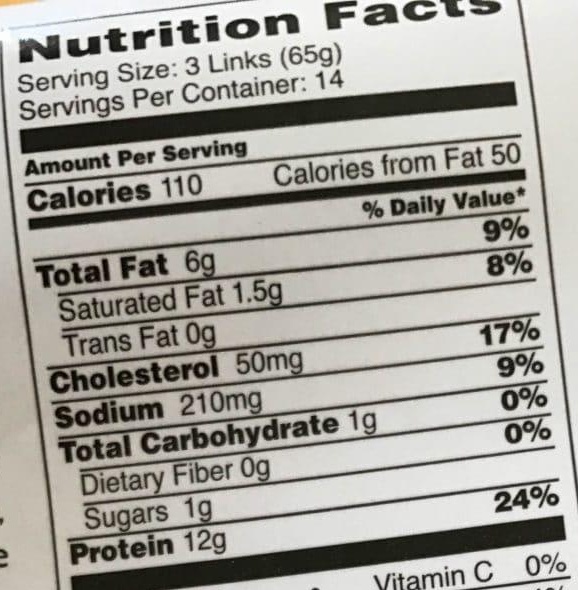 Nutrition Facts
Serving Size: 3 Links (65g)
Servings Per Container: 14
Amount Per Serving
Calories 110 Calories from Fat 50
% Daily Value*
Total Fat 6g 9%
Saturated Fat 1.5g 8%
Trans Fat 0g
Cholesterol 50mg 17%
Sodium 210mg 9%
Total Carbohydrate 1g 0%
Dietary Fiber 0g 0%
Sugars 1g
Protein 12g 24%
Vitamin C 0%